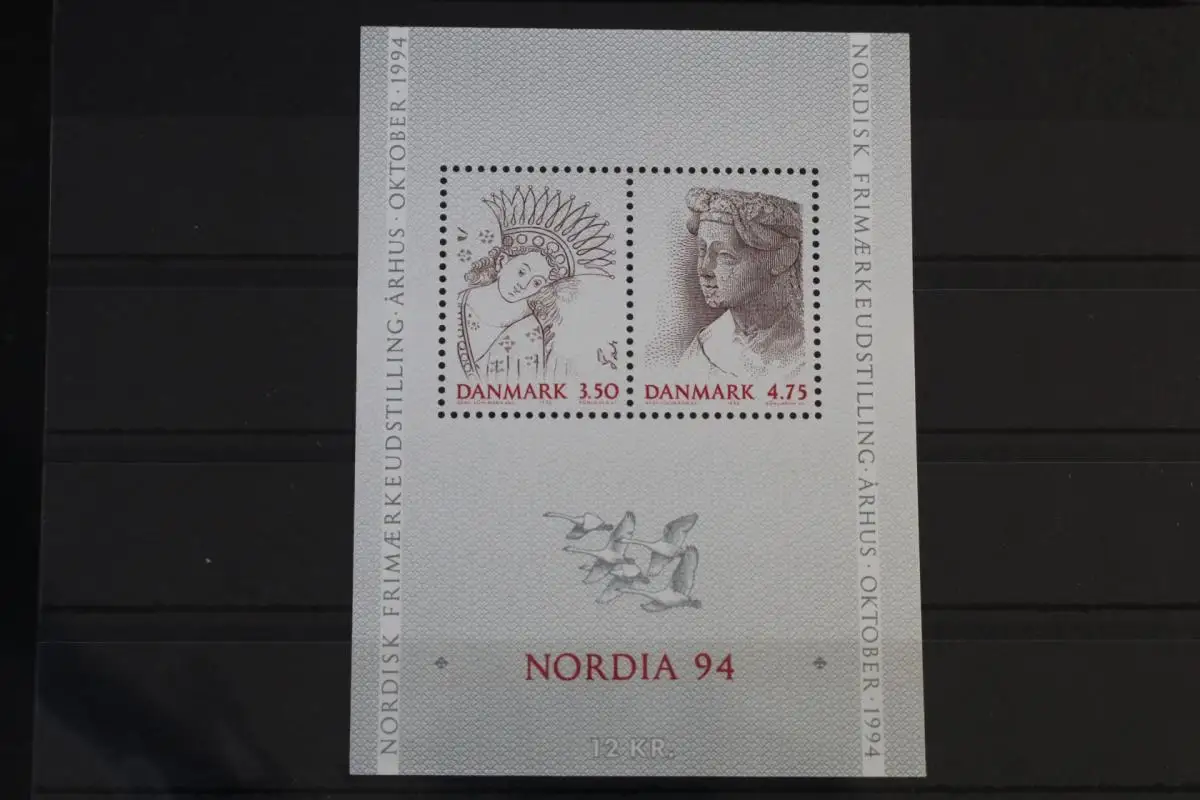 NORDISK FRIMÆRKEUDSTILLING · ÅRHUS · OKTOBER · 1994
NORDISK FRIMÆRKEUDSTILLING · ÅRHUS · OKTOBER · 1994
DANMARK 3.50
DANMARK 4.75
NORDIA 94
12 KR.